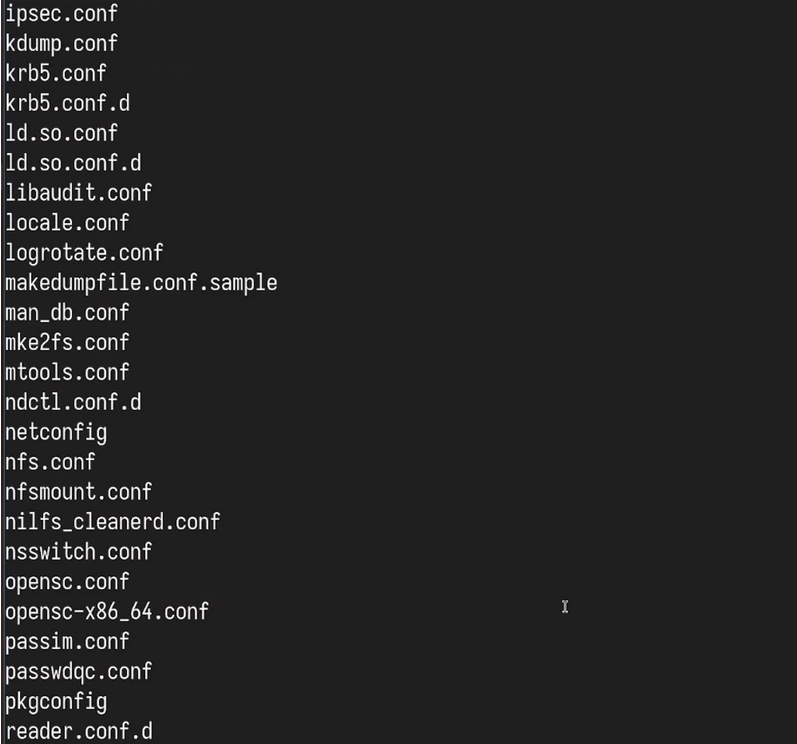 ipsec.conf
kdump.conf
krb5.conf
krb5.conf.d
ld.so.conf
ld.so.conf.d
libaudit.conf
locale.conf
logrotate.conf
makedumpfile.conf.sample
man_db.conf
mke2fs.conf
mtools.conf
ndctl.conf.d
netconfig
nfs.conf
nfsmount.conf
nilfs_cleanerd.conf
nsswitch.conf
opensc.conf
opensc-x86_64.conf
passim.conf
passwdqc.conf
pkgconfig
reader.conf.d